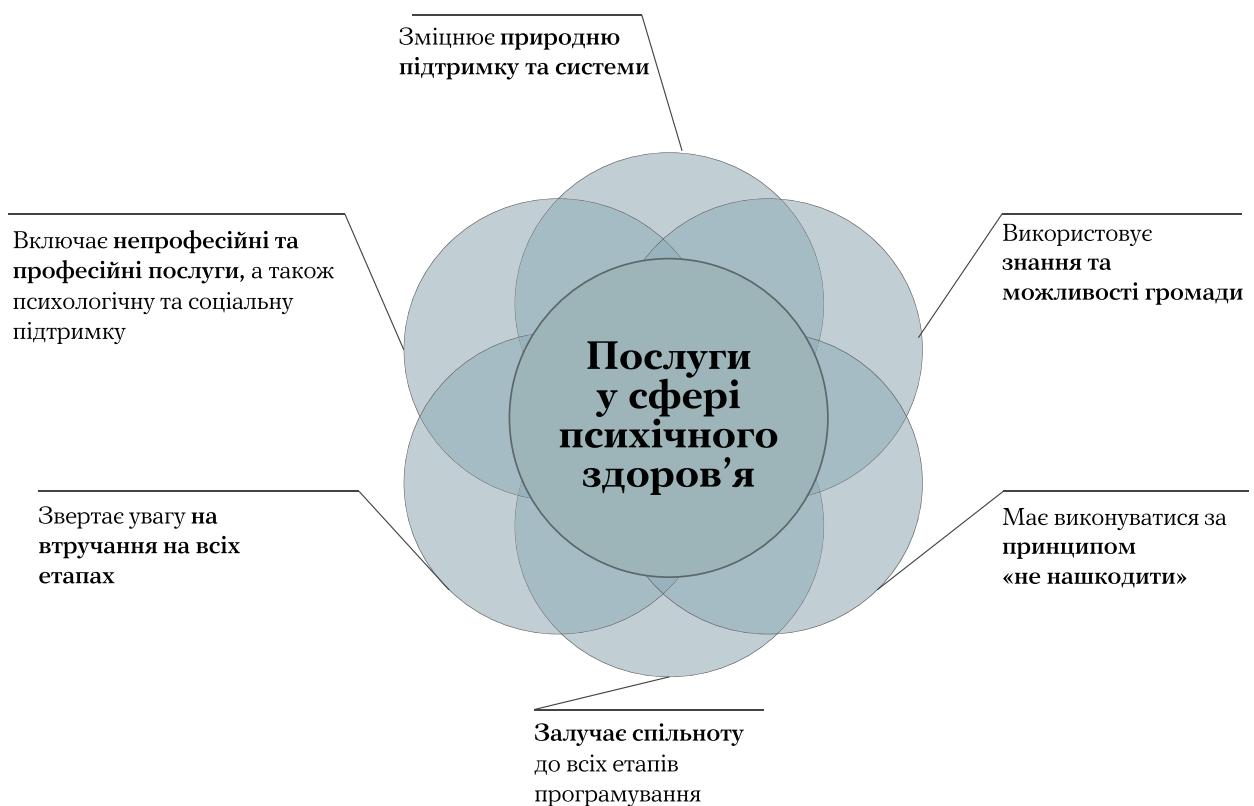 Зміцнює природню
підтримку та системи
Включає непрофесійні та
професійні послуги, а також
психологічну та соціальну
підтримку
Використовує
знання та
можливості громади
Послуги
у сфері
психічного
здоров’я
Звертає увагу на
втручання на всіх
етапах
Має виконуватися за
принципом
«не нашкодити»
Залучає спільноту
до всіх етапів
програмування